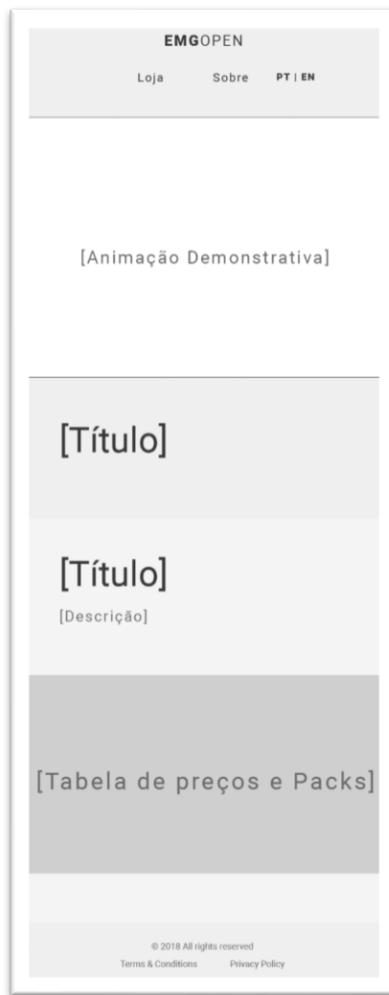 EMGOPEN
Loja Sobre PT | EN
[Animação Demonstrativa]
[Título]
[Título]
[Descrição]
[Tabela de preços e Packs]
© 2018 All rights reserved
Terms & Conditions Privacy Policy